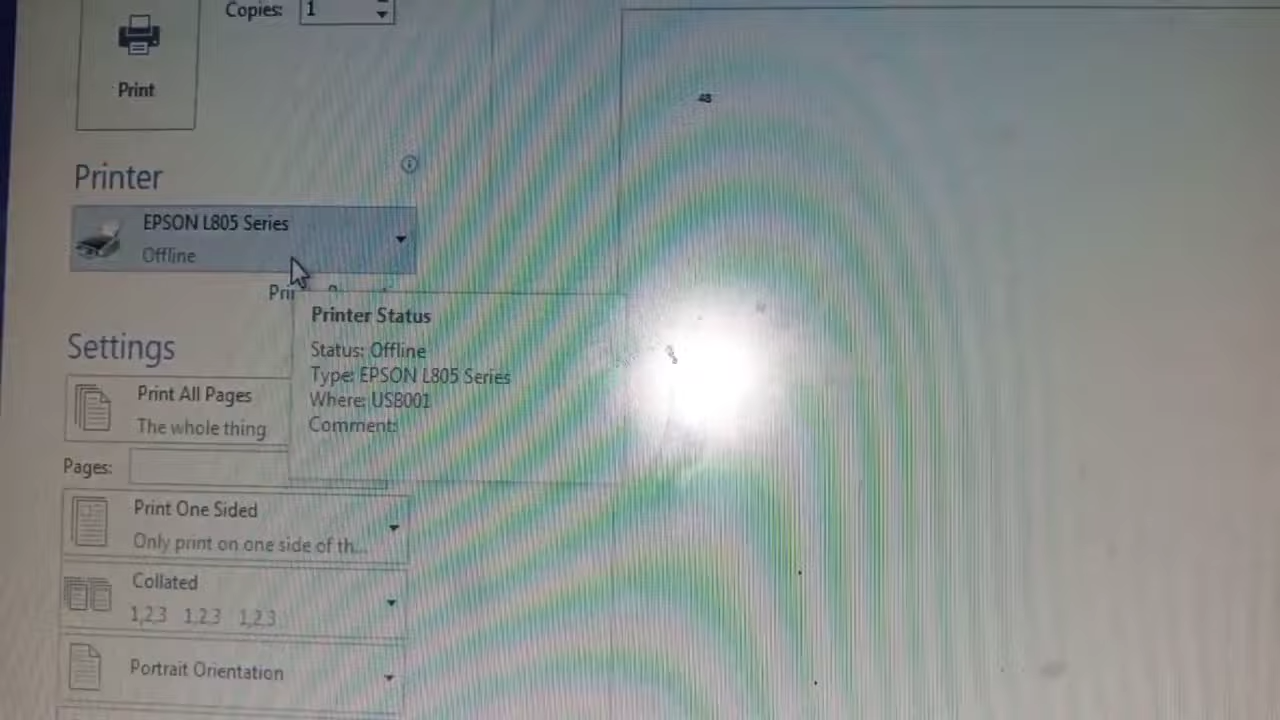 Copies: 1
Print
48
Printer
EPSON L805 Series
Offline
Printer Status
Status: Offline
Type: EPSON L805 Series
Where: USB001
Comment:
Settings
Print All Pages
The whole thing
Pages:
Print One Sided
Only print on one side of th...
Collated
1,2,3 1,2,3 1,2,3
Portrait Orientation